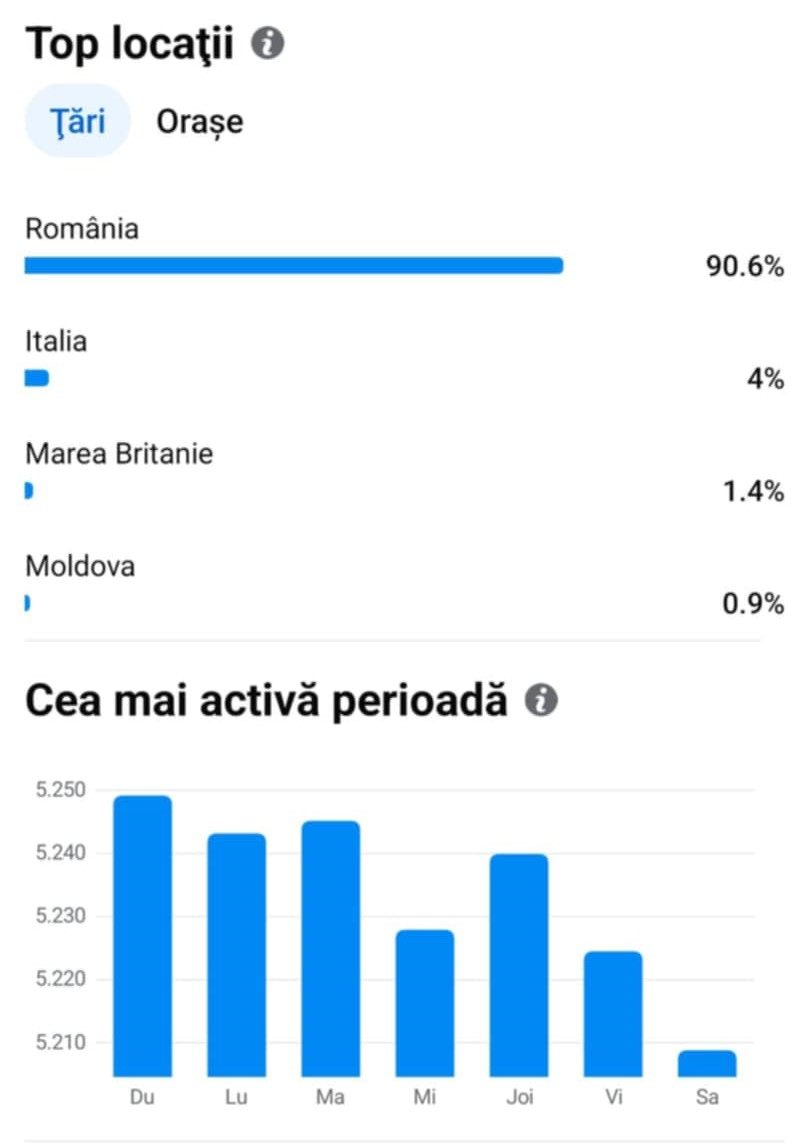 Top locaţii
Ţări Orașe
România
90.6%
Italia
4%
Marea Britanie
1.4%
Moldova
0.9%
Cea mai activă perioadă
5.250
5.240
5.230
5.220
5.210
Du Lu Ma Mi Joi Vi Sa